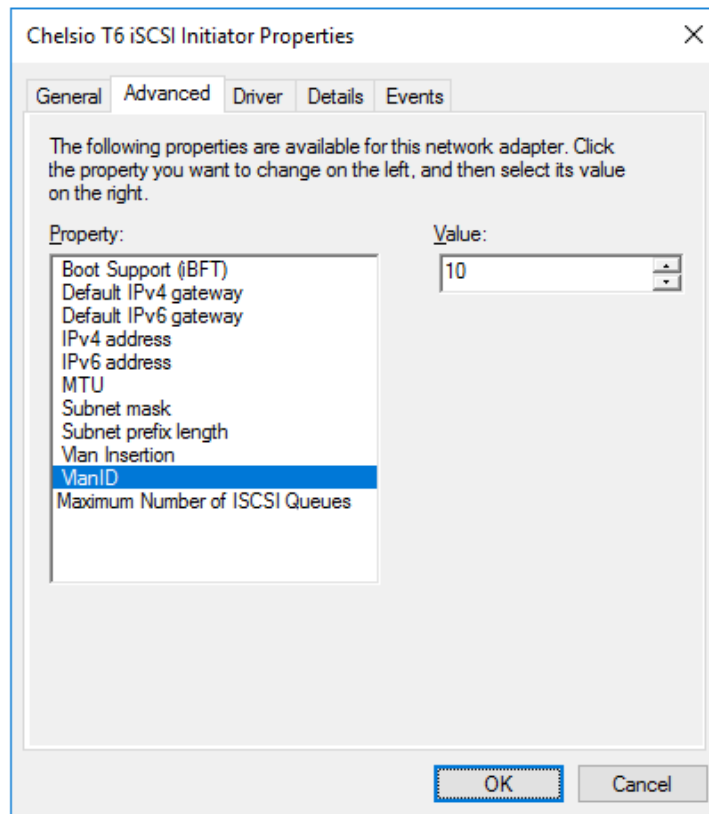 Chelsio T6 iSCSI Initiator Properties
General Advanced Driver Details Events
The following properties are available for this network adapter. Click
the property you want to change on the left, and then select its value
on the right.
Property: Value:
Boot Support (iBFT) 10
Default IPv4 gateway
Default IPv6 gateway
IPv4 address
IPv6 address
MTU
Subnet mask
Subnet prefix length
Vlan Insertion
VlanID
Maximum Number of ISCSI Queues
OK Cancel